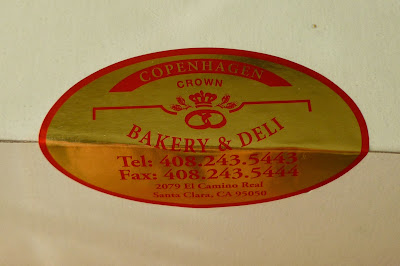 COPENHAGEN
CROWN
BAKERY & DELI
Tel: 408.243.5443
Fax: 408.243.5444
2079 El Camino Real
Santa Clara, CA 95050